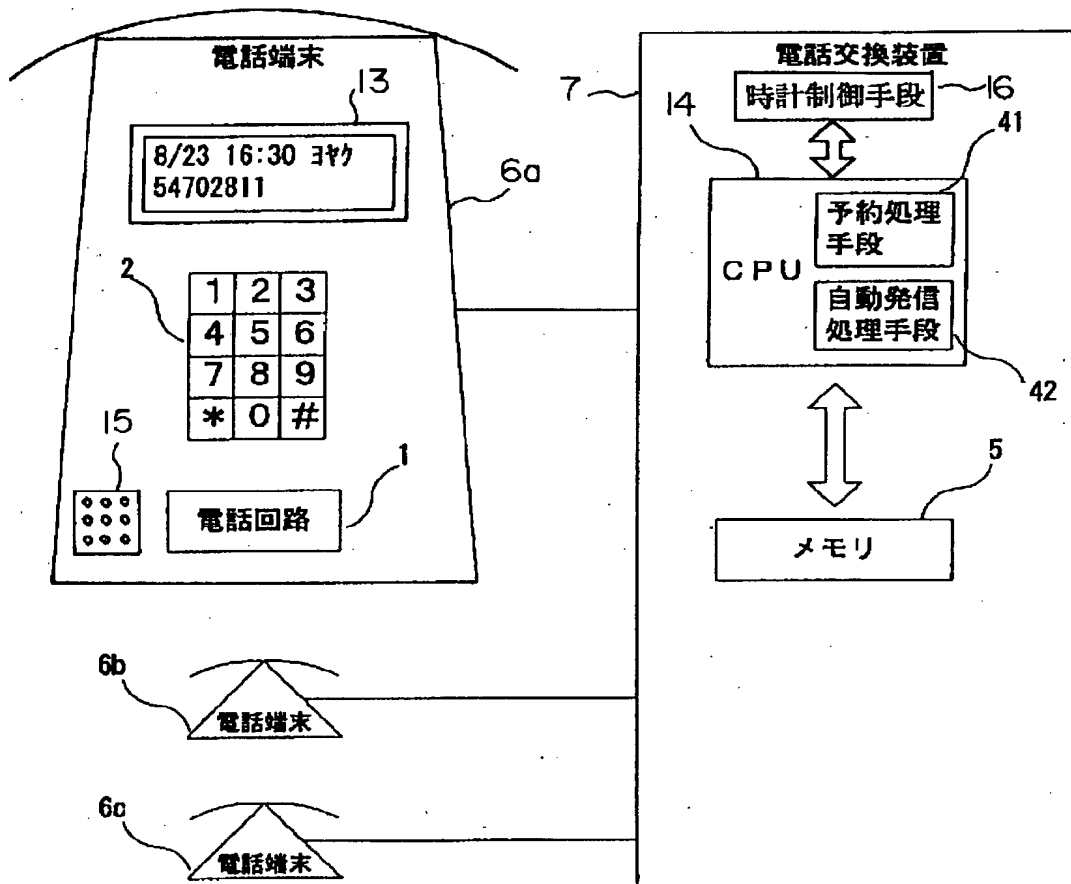 電話端末
13
8/23 16:30 ﾖﾔｸ
54702811
6a
2
1 2 3
4 5 6
7 8 9
* 0 #
15
1
電話回路
6b
電話端末
6c
電話端末
電話交換装置
7
時計制御手段
16
14
41
CPU
予約処理
手段
自動発信
処理手段
42
5
メモリ